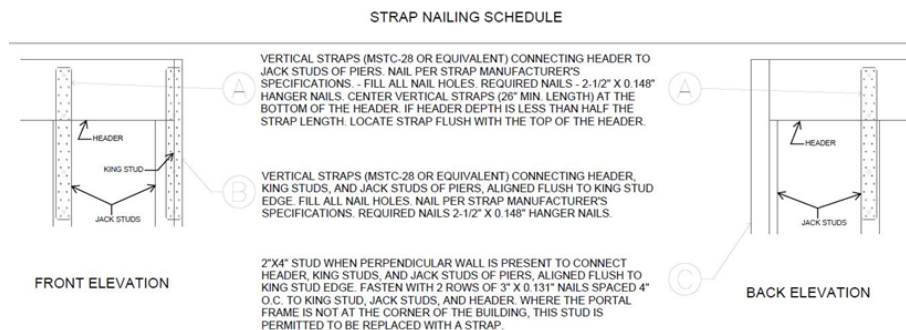 STRAP NAILING SCHEDULE
A
VERTICAL STRAPS (MSTC-28 OR EQUIVALENT) CONNECTING HEADER TO
JACK STUDS OF PIERS. NAIL PER STRAP MANUFACTURER'S
SPECIFICATIONS. - FILL ALL NAIL HOLES. REQUIRED NAILS - 2-1/2" X 0.148"
HANGER NAILS. CENTER VERTICAL STRAPS (26" MIN. LENGTH) AT THE
BOTTOM OF THE HEADER. IF HEADER DEPTH IS LESS THAN HALF THE
STRAP LENGTH. LOCATE STRAP FLUSH WITH THE TOP OF THE HEADER.
A
HEADER
KING STUD
JACK STUDS
B
VERTICAL STRAPS (MSTC-28 OR EQUIVALENT) CONNECTING HEADER,
KING STUDS, AND JACK STUDS OF PIERS, ALIGNED FLUSH TO KING STUD
EDGE. FILL ALL NAIL HOLES. NAIL PER STRAP MANUFACTURER'S
SPECIFICATIONS. REQUIRED NAILS 2-1/2" X 0.148" HANGER NAILS.
HEADER
JACK STUDS
FRONT ELEVATION
2"X4" STUD WHEN PERPENDICULAR WALL IS PRESENT TO CONNECT
HEADER, KING STUDS, AND JACK STUDS OF PIERS, ALIGNED FLUSH TO
KING STUD EDGE. FASTEN WITH 2 ROWS OF 3" X 0.131" NAILS SPACED 4"
O.C. TO KING STUD, JACK STUDS, AND HEADER. WHERE THE PORTAL
FRAME IS NOT AT THE CORNER OF THE BUILDING, THIS STUD IS
PERMITTED TO BE REPLACED WITH A STRAP.
C
BACK ELEVATION